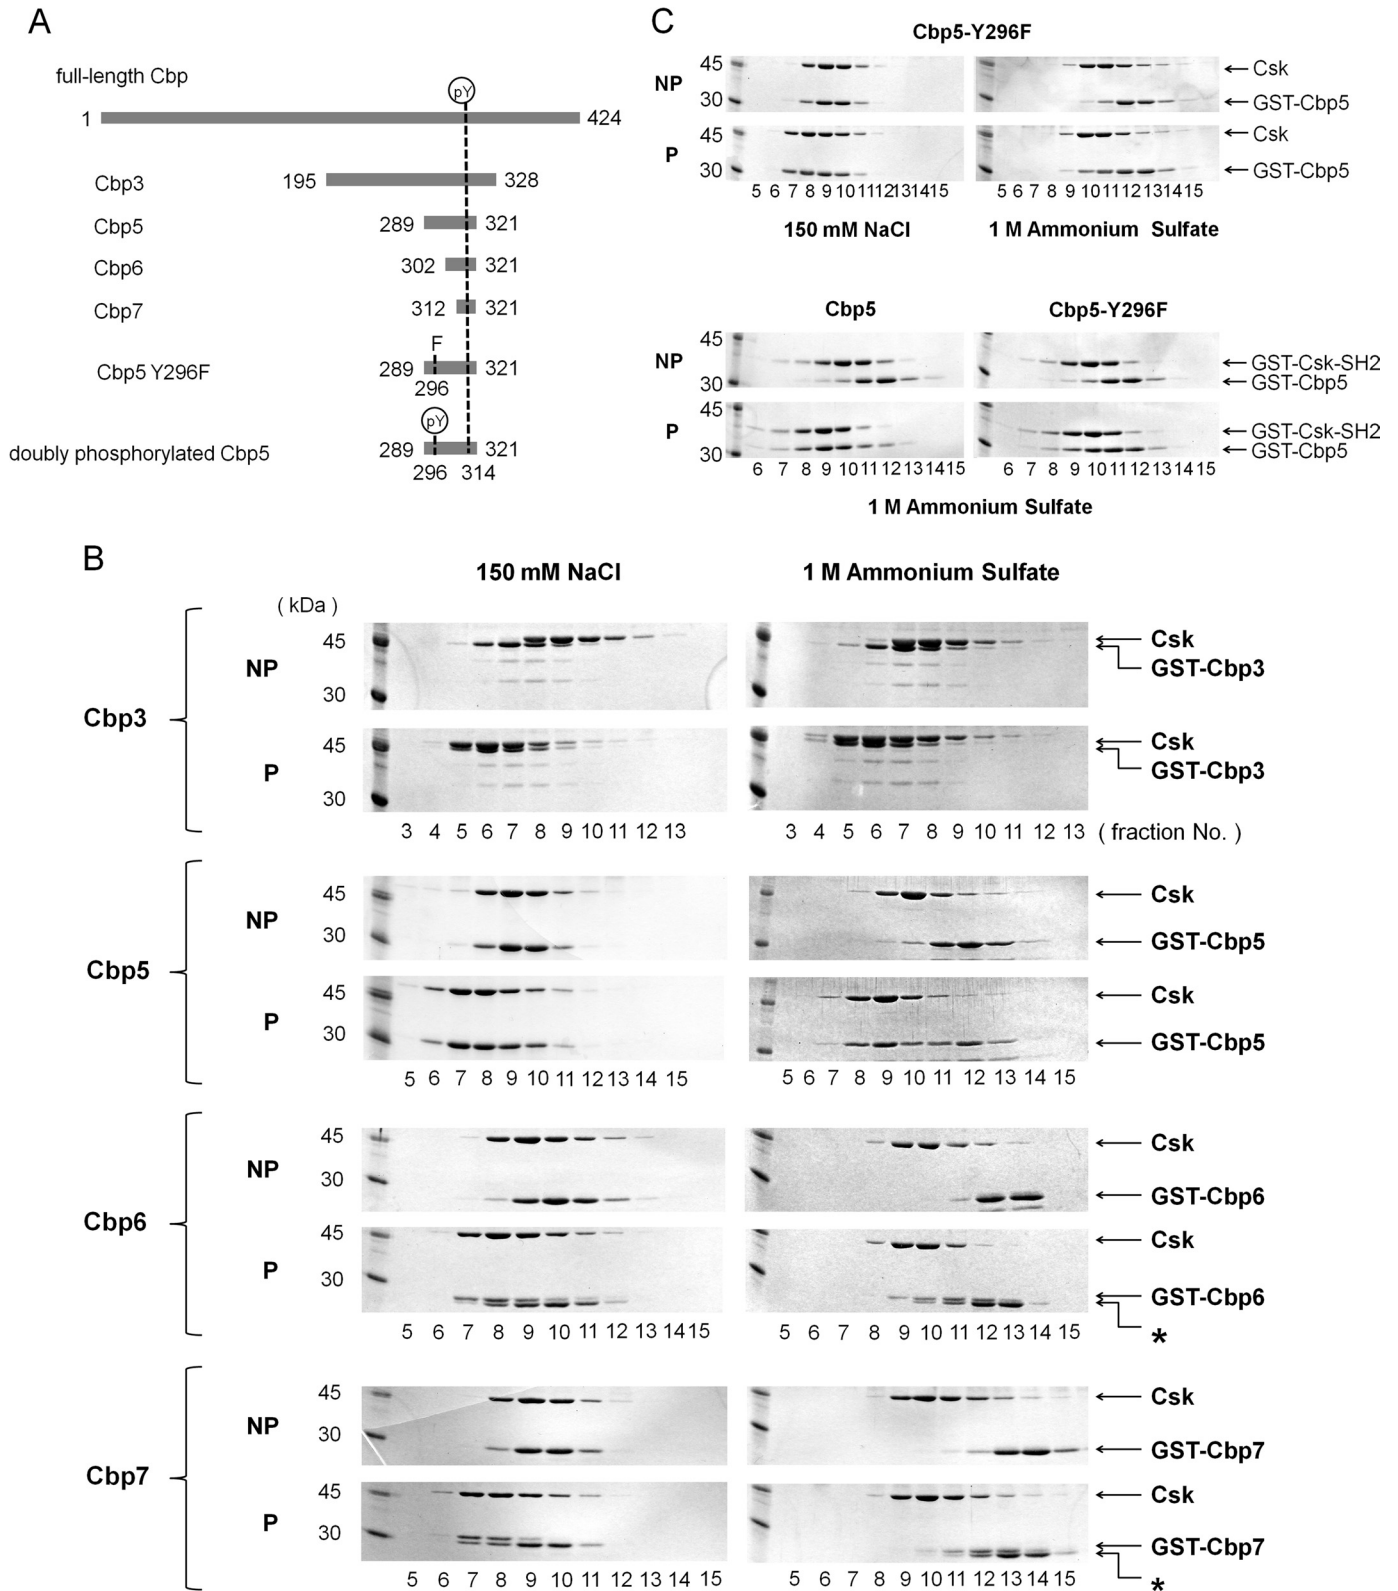 A
full-length Cbp
pY
1
424
Cbp3
195
328
Cbp5
289
321
Cbp6
302
321
Cbp7
312
321
F
Cbp5 Y296F
289
321
296
pY
doubly phosphorylated Cbp5
289
321
296
314
C
Cbp5-Y296F
NP
45
30
Csk
GST-Cbp5
P
45
30
Csk
GST-Cbp5
5 6 7 8 9 10 11 12 13 14 15
5 6 7 8 9 10 11 12 13 14 15
150 mM NaCl
1 M Ammonium Sulfate
Cbp5
Cbp5-Y296F
NP
45
30
GST-Csk-SH2
GST-Cbp5
P
45
30
GST-Csk-SH2
GST-Cbp5
6 7 8 9 10 11 12 13 14 15
6 7 8 9 10 11 12 13 14 15
1 M Ammonium Sulfate
B
150 mM NaCl
1 M Ammonium Sulfate
( kDa )
Cbp3
NP
45
30
Csk
GST-Cbp3
P
45
30
Csk
GST-Cbp3
3 4 5 6 7 8 9 10 11 12 13
3 4 5 6 7 8 9 10 11 12 13 ( fraction No. )
Cbp5
NP
45
30
Csk
GST-Cbp5
P
45
30
Csk
GST-Cbp5
5 6 7 8 9 10 11 12 13 14 15
5 6 7 8 9 10 11 12 13 14 15
Cbp6
NP
45
30
Csk
GST-Cbp6
P
45
30
Csk
GST-Cbp6
*
5 6 7 8 9 10 11 12 13 14 15
5 6 7 8 9 10 11 12 13 14 15
Cbp7
NP
45
30
Csk
GST-Cbp7
P
45
30
Csk
GST-Cbp7
*
5 6 7 8 9 10 11 12 13 14 15
5 6 7 8 9 10 11 12 13 14 15